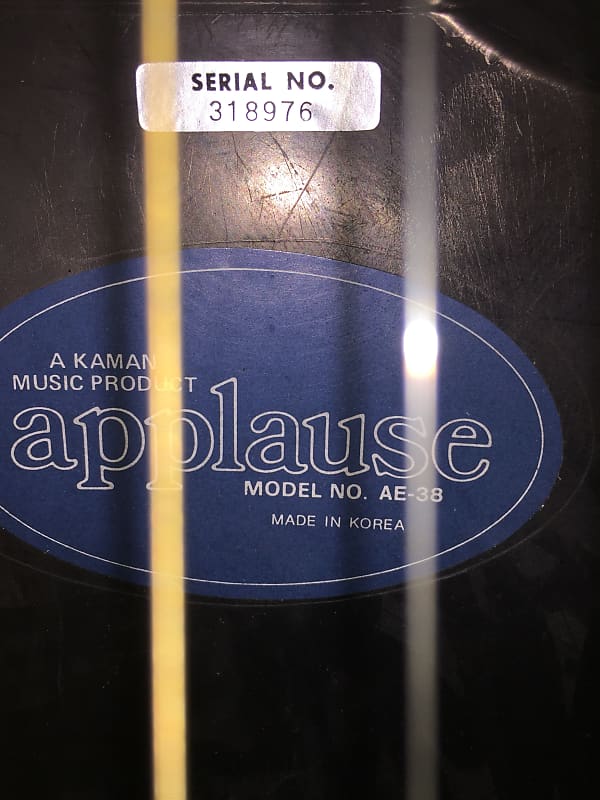 SERIAL NO.
318976
A KAMAN
MUSIC PRODUCT
applause
MODEL NO. AE-38
MADE IN KOREA